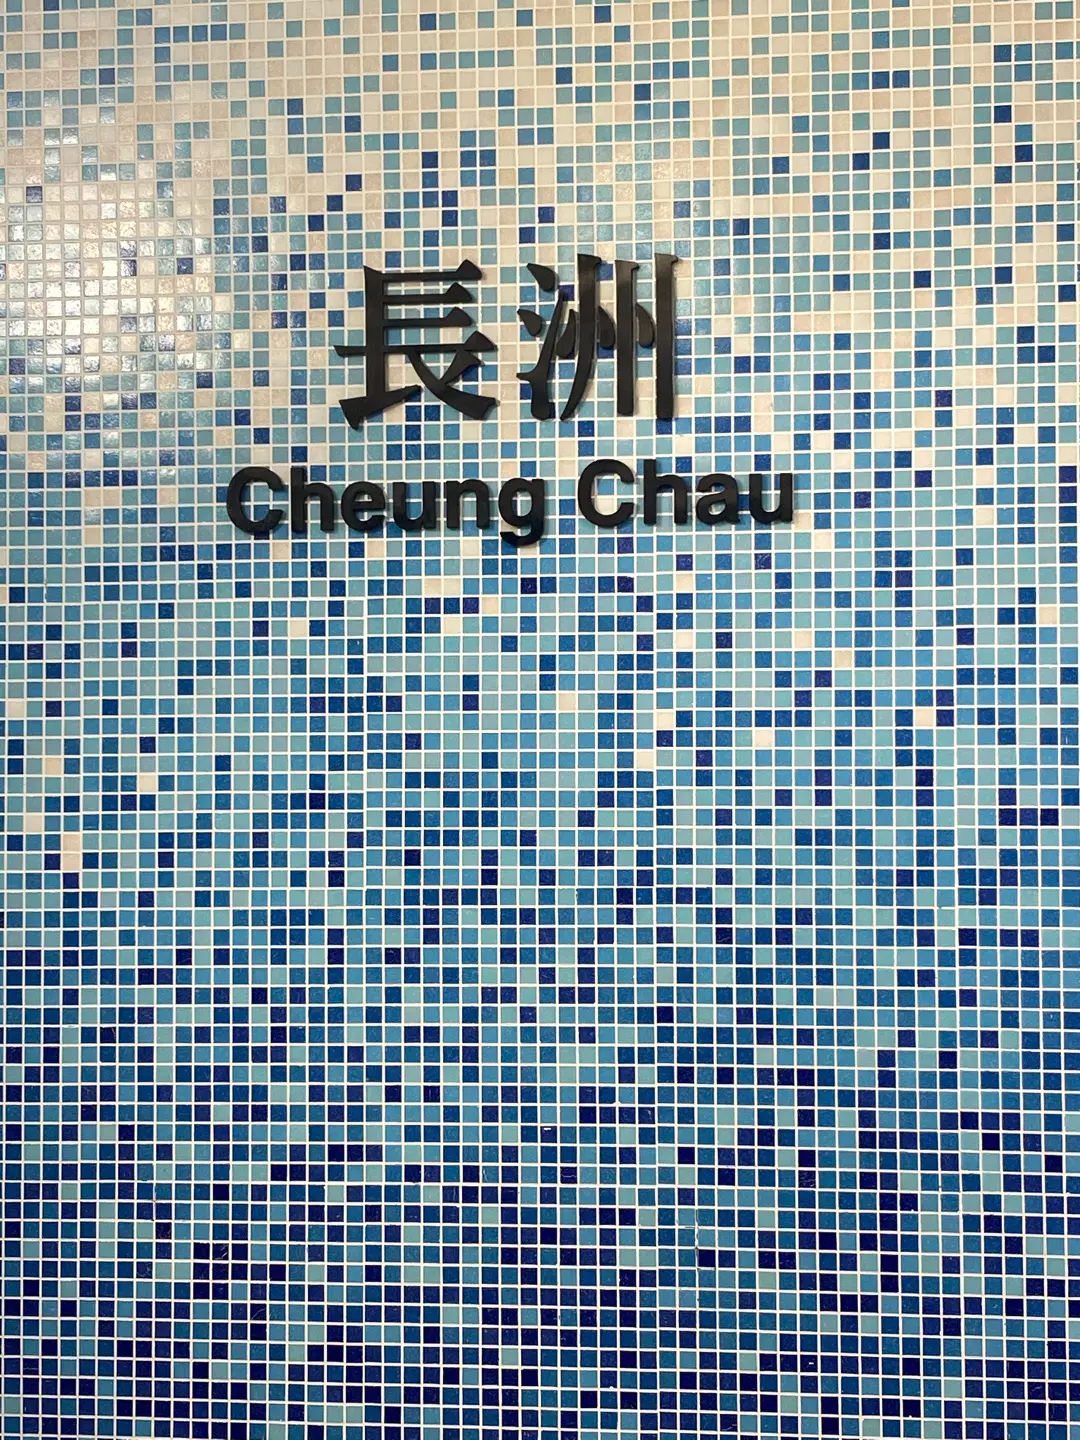 長洲
Cheung Chau